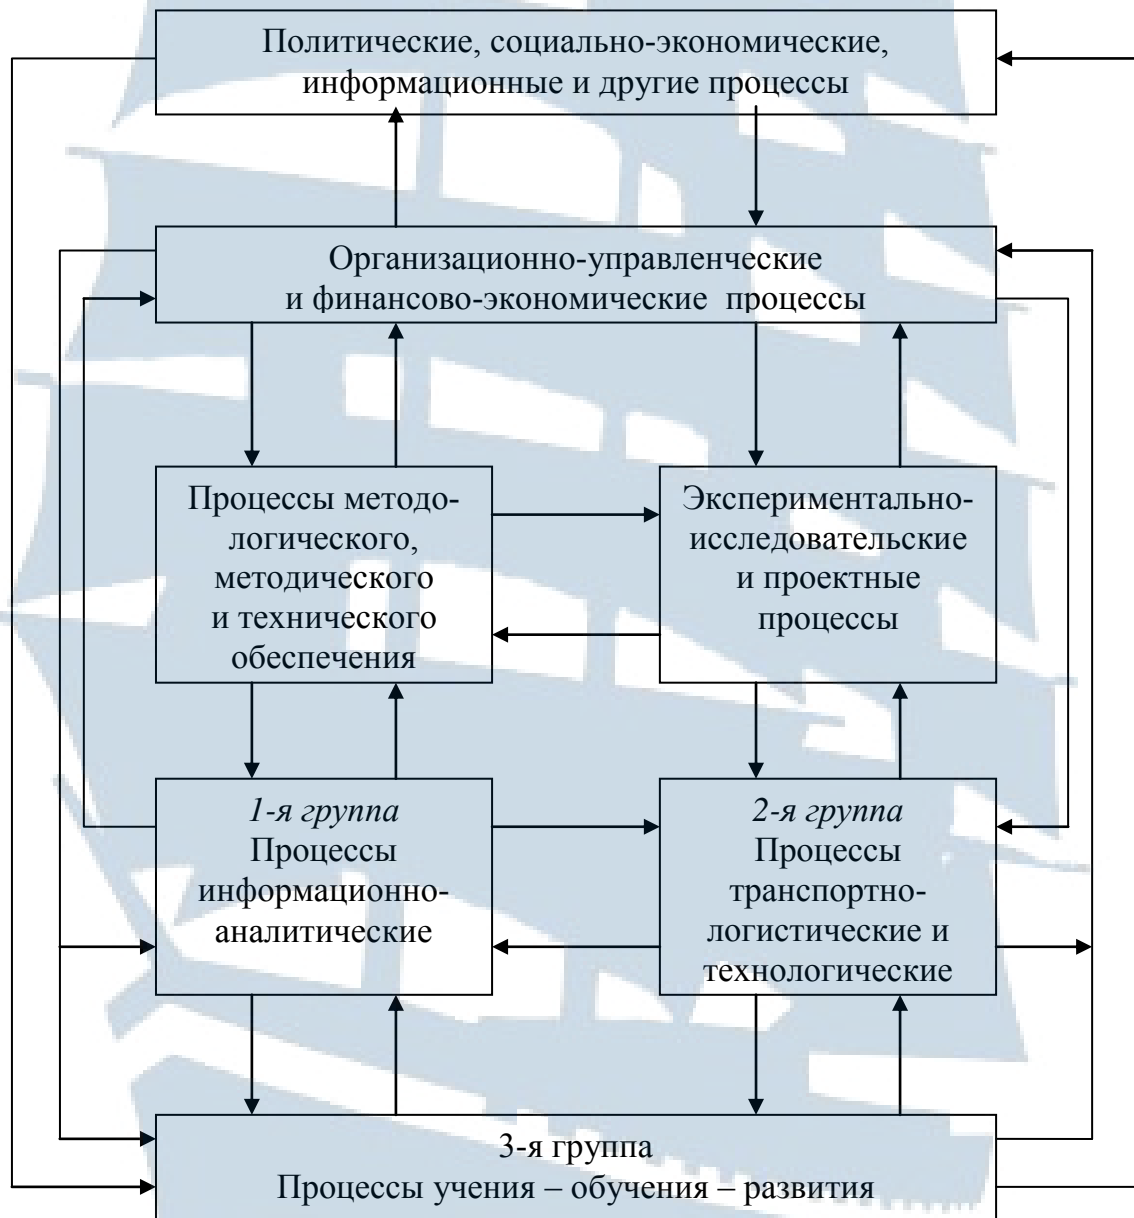 Политические, социально-экономические,
информационные и другие процессы
Организационно-управленческие
и финансово-экономические процессы
Процессы методо-
логического,
методического
и технического
обеспечения
Экспериментально-
исследовательские
и проектные
процессы
1-я группа
Процессы
информационно-
аналитические
2-я группа
Процессы
транспортно-
логистические и
технологические
3-я группа
Процессы учения – обучения – развития